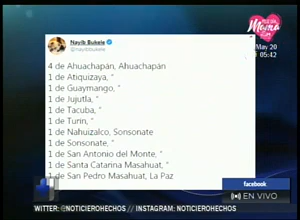 Nayib Bukele
@nayibbukele
4 de Ahuachapán, Ahuachapán
1 de Atiquizaya, "
1 de Guaymango, "
1 de Jujutla, "
1 de Tacuba, "
1 de Turin, "
1 de Nahuizalco, Sonsonate
1 de Sonsonate, "
1 de San Antonio del Monte, "
1 de Santa Catarina Masahuat, "
1 de San Pedro Masahuat, La Paz
Mamá
May 20
05:42
facebook
EN VIVO
WITTER: @NOTICIEROHECHOS // INSTAGRAM: NOTICIEROHECHOS/